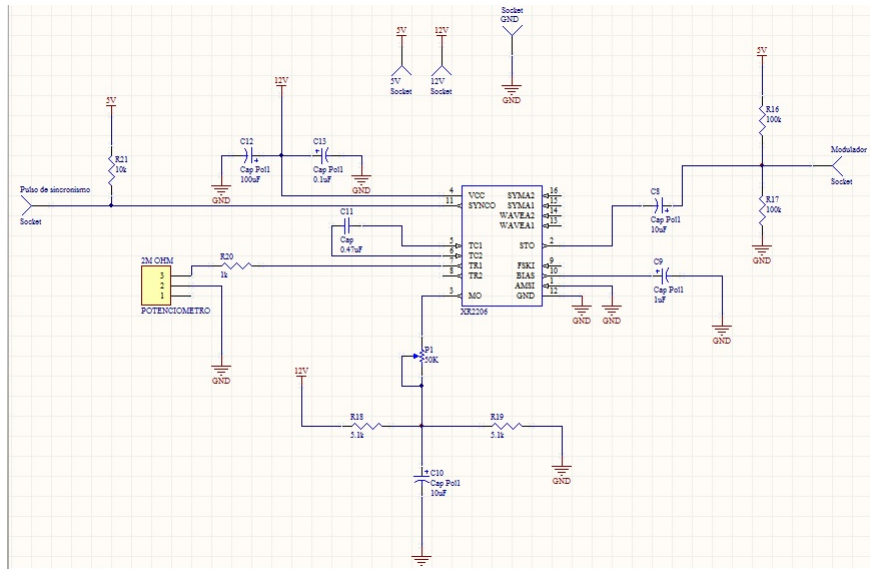 Socket
GND
5V
12V
5V
Socket
12V
Socket
GND
5V
R16
100k
Modulador
Socket
R17
100k
GND
12V
5V
R21
10k
C12
Cap Pol1
100uF
C13
Cap Pol1
0.1uF
GND
GND
Pulso de sincronismo
Socket
4
11
5
6
7
8
3
VCC
SYNCO
TC1
TC2
TR1
TR2
MO
SYMA2
SYMA1
WAVEA2
WAVEA1
STO
FSKI
BIAS
AMSI
GND
16
15
14
13
2
9
10
1
12
XR2206
C11
Cap
0.47uF
C8
Cap Pol1
10uF
C9
Cap Pol1
1uF
GND
GND
GND
2M OHM
3
2
1
POTENCIOMETRO
R20
1k
GND
P1
50K
12V
R18
5.1k
R19
5.1k
GND
C10
Cap Pol1
10uF
GND